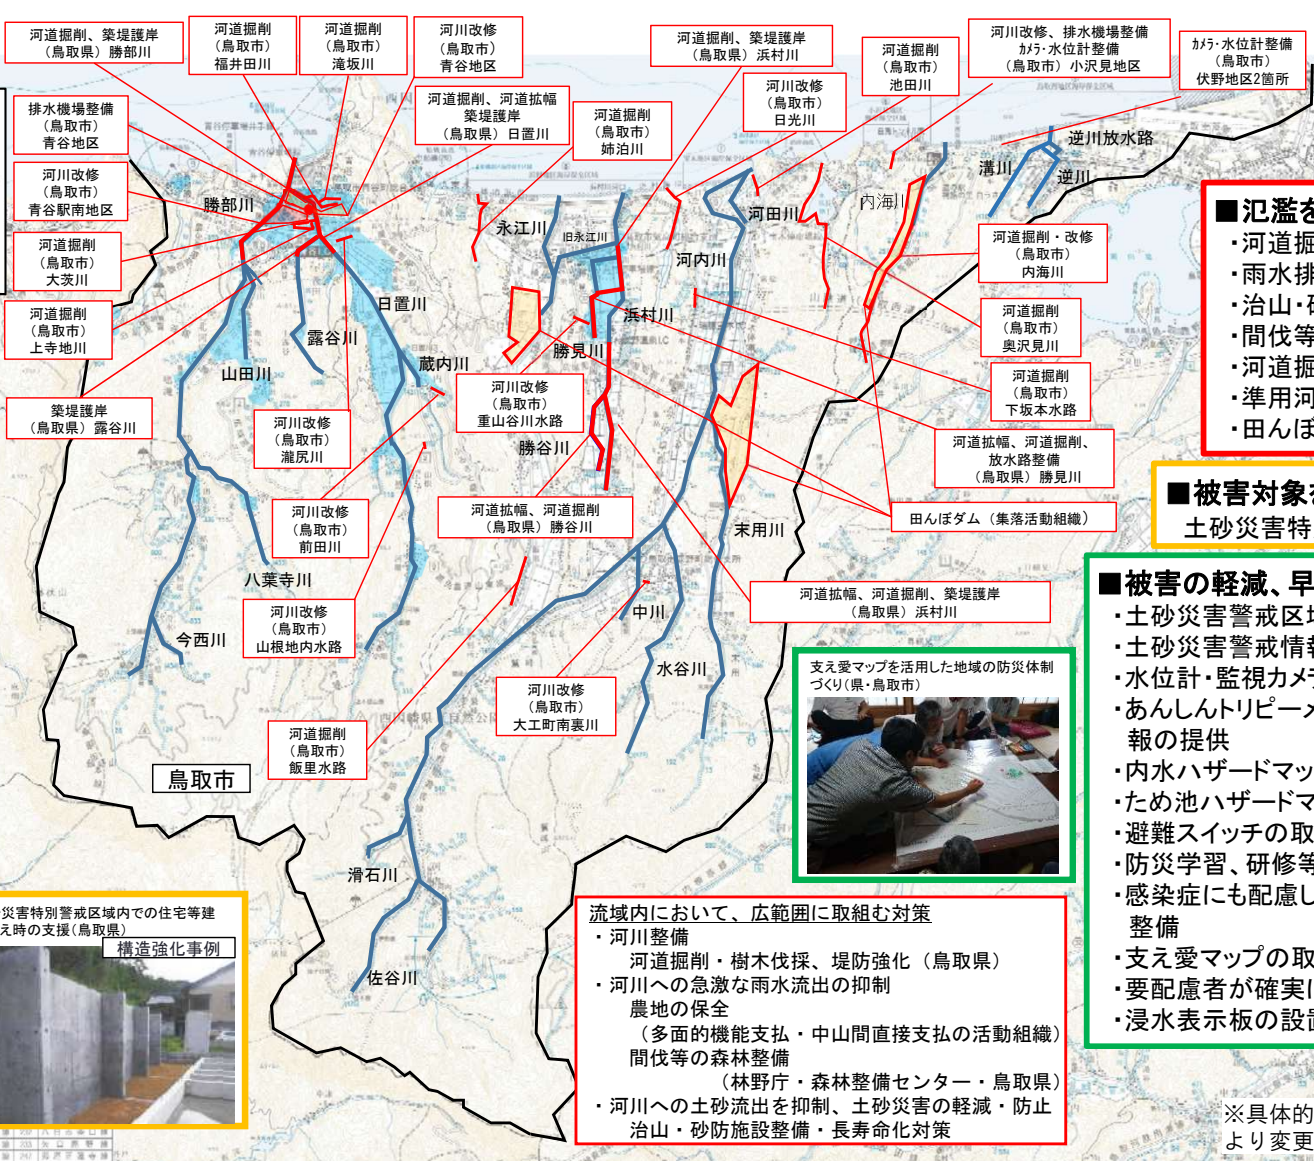 河道掘削、築堤護岸
（鳥取県）勝部川
河道掘削
（鳥取市）
福井田川
河道掘削
（鳥取市）
滝坂川
河川改修
（鳥取市）
青谷地区
河道掘削、築堤護岸
（鳥取県）浜村川
河道掘削
（鳥取市）
池田川
河川改修、排水機場整備
ｶﾒﾗ･水位計整備
（鳥取市）小沢見地区
ｶﾒﾗ･水位計整備
（鳥取市）
伏野地区2箇所
排水機場整備
（鳥取市）
青谷地区
河道掘削、河道拡幅
築堤護岸
（鳥取県）日置川
河道掘削
（鳥取市）
姉泊川
河川改修
（鳥取市）
日光川
河川改修
（鳥取市）
青谷駅南地区
河道掘削
（鳥取市）
大茨川
河道掘削
（鳥取市）
上寺地川
築堤護岸
（鳥取県）露谷川
勝部川
日置川
露谷川
山田川
蔵内川
永江川
旧永江川
浜村川
勝見川
勝谷川
河内川
河田川
内海川
溝川
逆川放水路
逆川
河道掘削・改修
（鳥取市）
内海川
河道掘削
（鳥取市）
奥沢見川
河道掘削
（鳥取市）
下坂本水路
河道拡幅、河道掘削、
放水路整備
（鳥取県）勝見川
田んぼダム（集落活動組織）
河川改修
（鳥取市）
重山谷川水路
河川改修
（鳥取市）
瀧尻川
河川改修
（鳥取市）
前田川
河道拡幅、河道掘削
（鳥取県）勝谷川
末用川
八葉寺川
今西川
河川改修
（鳥取市）
山根地内水路
中川
水谷川
河道拡幅、河道掘削、築堤護岸
（鳥取県）浜村川
河川改修
（鳥取市）
大工町南裏川
河道掘削
（鳥取市）
飯里水路
鳥取市
滑石川
佐谷川
支え愛マップを活用した地域の防災体制
づくり(県・鳥取市)
災害特別警戒区域内での住宅等建
え時の支援(鳥取県)
構造強化事例
流域内において、広範囲に取組む対策
・河川整備
河道掘削・樹木伐採、堤防強化（鳥取県）
・河川への急激な雨水流出の抑制
農地の保全
（多面的機能支払・中山間直接支払の活動組織）
間伐等の森林整備
（林野庁・森林整備センター・鳥取県）
・河川への土砂流出を抑制、土砂災害の軽減・防止
治山・砂防施設整備・長寿命化対策
■氾濫を
・河道掘
・雨水排
・治山・砂
・間伐等
・河道掘
・準用河
・田んぼ
■被害対象を
土砂災害特
■被害の軽減、早
・土砂災害警戒区域
・土砂災害警戒情報
・水位計・監視カメラ
・あんしんトリピーメ
報の提供
・内水ハザードマッ
・ため池ハザードマ
・避難スイッチの取
・防災学習、研修等
・感染症にも配慮し
整備
・支え愛マップの取
・要配慮者が確実に
・浸水表示板の設置
※具体的
より変更